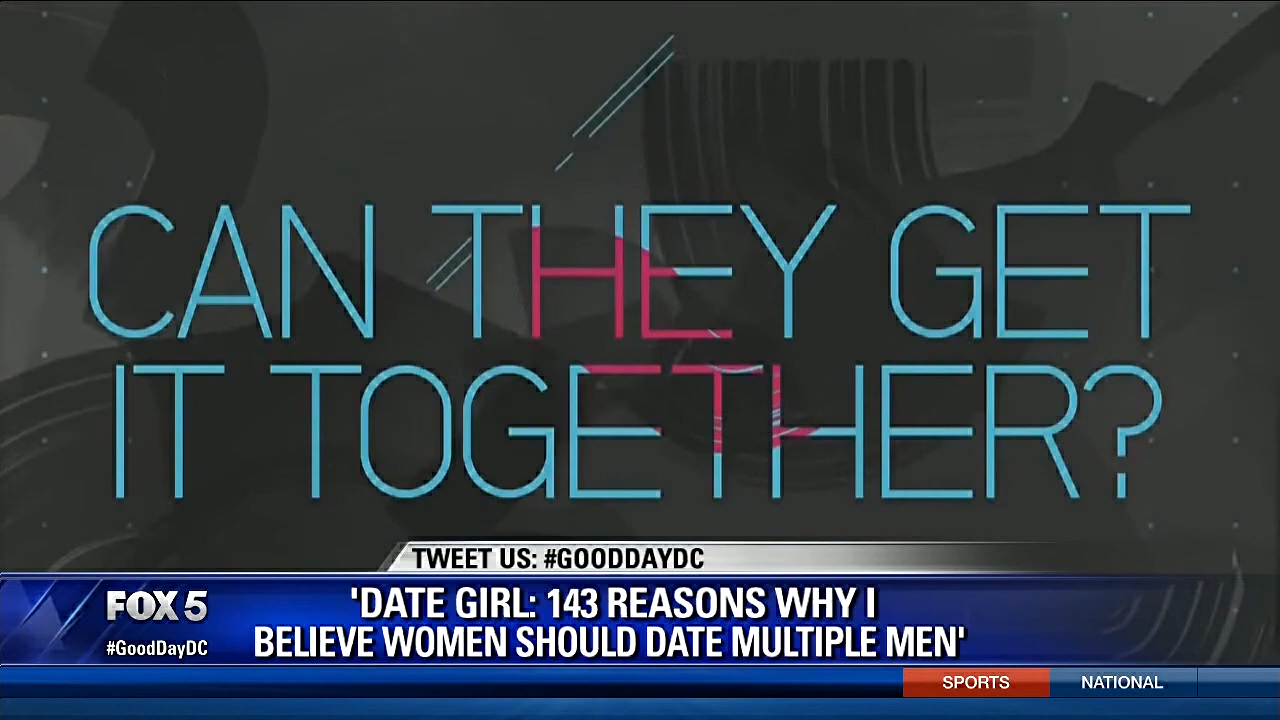 CAN THEY GET
IT TOGETHER?
TWEET US: #GOODDAYDC
FOX 5
#GoodDayDC
'DATE GIRL: 143 REASONS WHY I
BELIEVE WOMEN SHOULD DATE MULTIPLE MEN'
SPORTS
NATIONAL